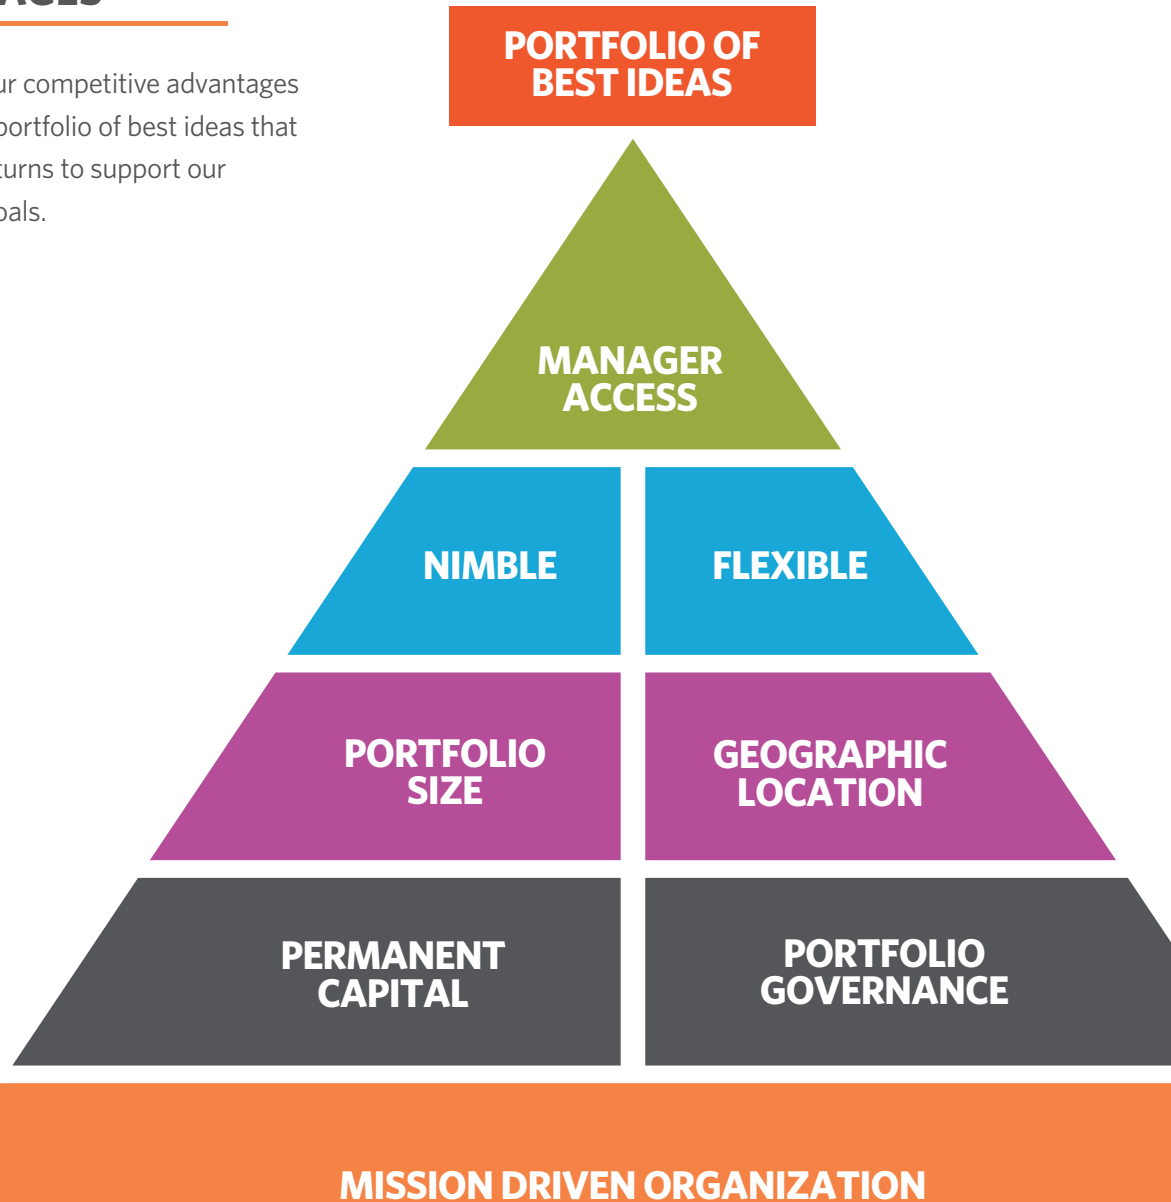 ur competitive advantages
portfolio of best ideas that
turns to support our
oals.
PORTFOLIO OF
BEST IDEAS
MANAGER
ACCESS
NIMBLE
FLEXIBLE
PORTFOLIO
SIZE
GEOGRAPHIC
LOCATION
PERMANENT
CAPITAL
PORTFOLIO
GOVERNANCE
MISSION DRIVEN ORGANIZATION